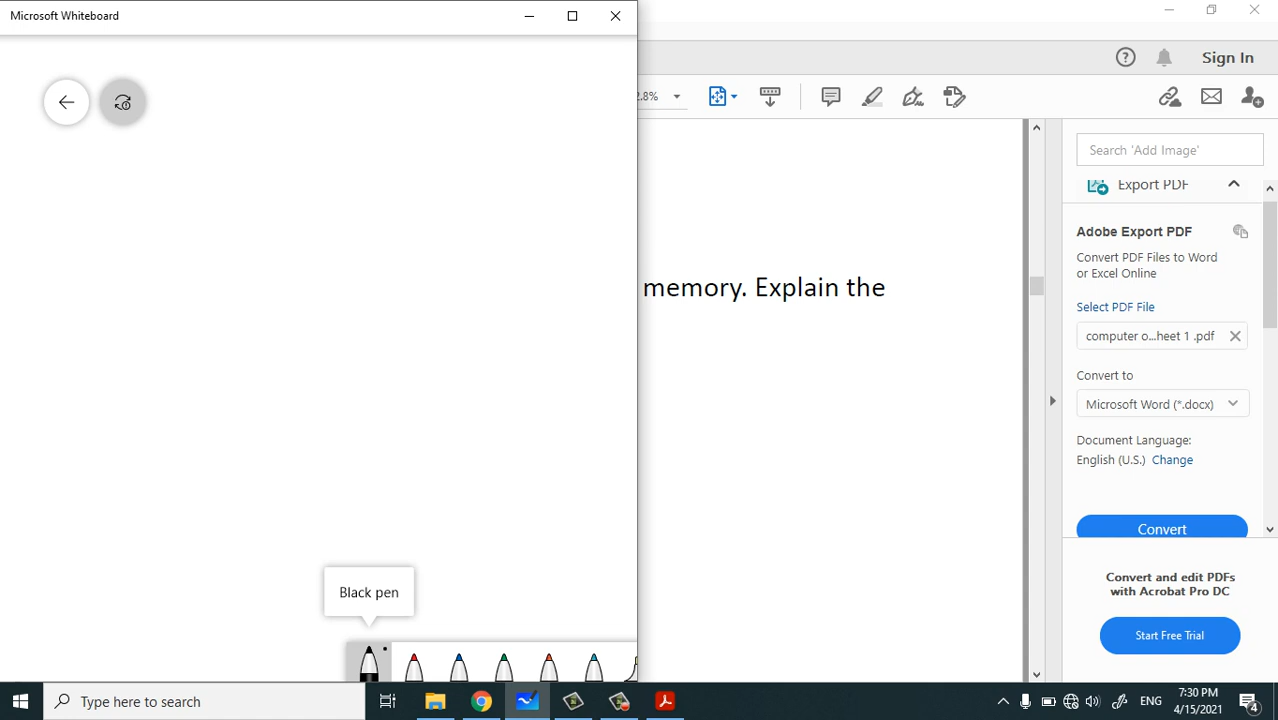 Microsoft Whiteboard
Sign In
2.8%
Search 'Add Image'
Export PDF
Adobe Export PDF
Convert PDF Files to Word
or Excel Online
Select PDF File
computer o...heet 1 .pdf
Convert to
Microsoft Word (*.docx)
Document Language:
English (U.S.) Change
Convert
Convert and edit PDFs
with Acrobat Pro DC
Start Free Trial
memory. Explain the
Black pen
Type here to search
ENG
7:30 PM
4/15/2021
4